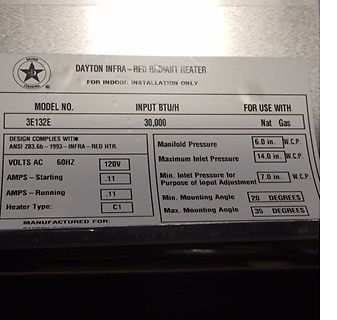 DAYTON INFRA-RED RADIANT HEATER
FOR INDOOR INSTALLATION ONLY
MODEL NO. INPUT BTU/H FOR USE WITH
3E132E 30,000 Nat Gas
DESIGN COMPLIES WITH:
ANSI Z83.6b-1993-INFRA-RED HTR.
VOLTS AC 60HZ 120V
AMPS-Starting .11
AMPS-Running .11
Heater Type: C1
MANUFACTURED FOR:
Manifold Pressure 6.0 in. W.C.P.
Maximum Inlet Pressure 14.0 in. W.C.P.
Min. Inlet Pressure for
Purpose of Input Adjustment 7.0 in. W.C.P.
Min. Mounting Angle 20 DEGREES
Max. Mounting Angle 35 DEGREES